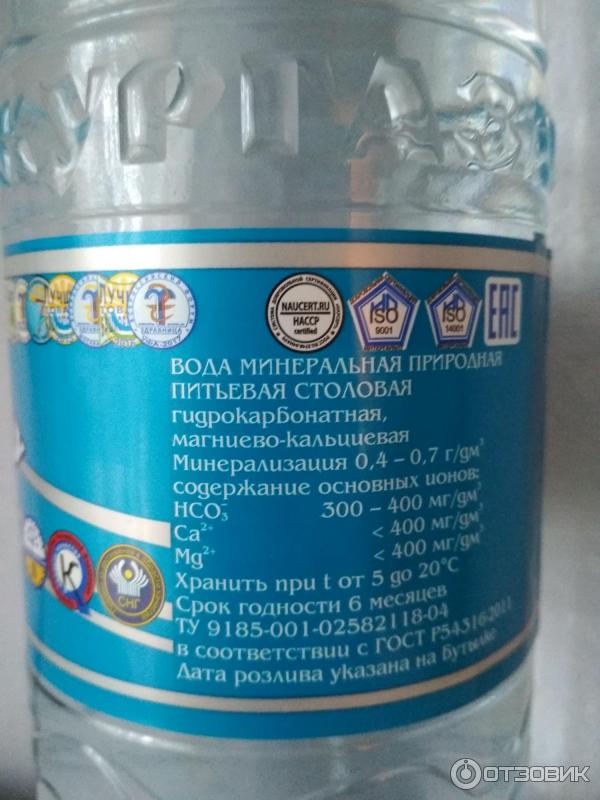 КУРГАЗ
NAUCERT.RU
HACCP
certified
ISO
9001
ISO
14001
EAC
ЗДРАВНИЦА
ВОДА МИНЕРАЛЬНАЯ ПРИРОДНАЯ
ПИТЬЕВАЯ СТОЛОВАЯ
гидрокарбонатная,
магниево-кальциевая
Минерализация 0,4 – 0,7 г/дм³
содержание основных ионов:
HCO₃⁻ 300 – 400 мг/дм³
Ca²⁺ < 400 мг/дм³
Mg²⁺ < 400 мг/дм³
Хранить при t от 5 до 20°С
Срок годности 6 месяцев
ТУ 9185-001-02582118-04
в соответствии с ГОСТ Р54316-2011
Дата розлива указана на бутылке
К
СНГ
ОТЗОВИК